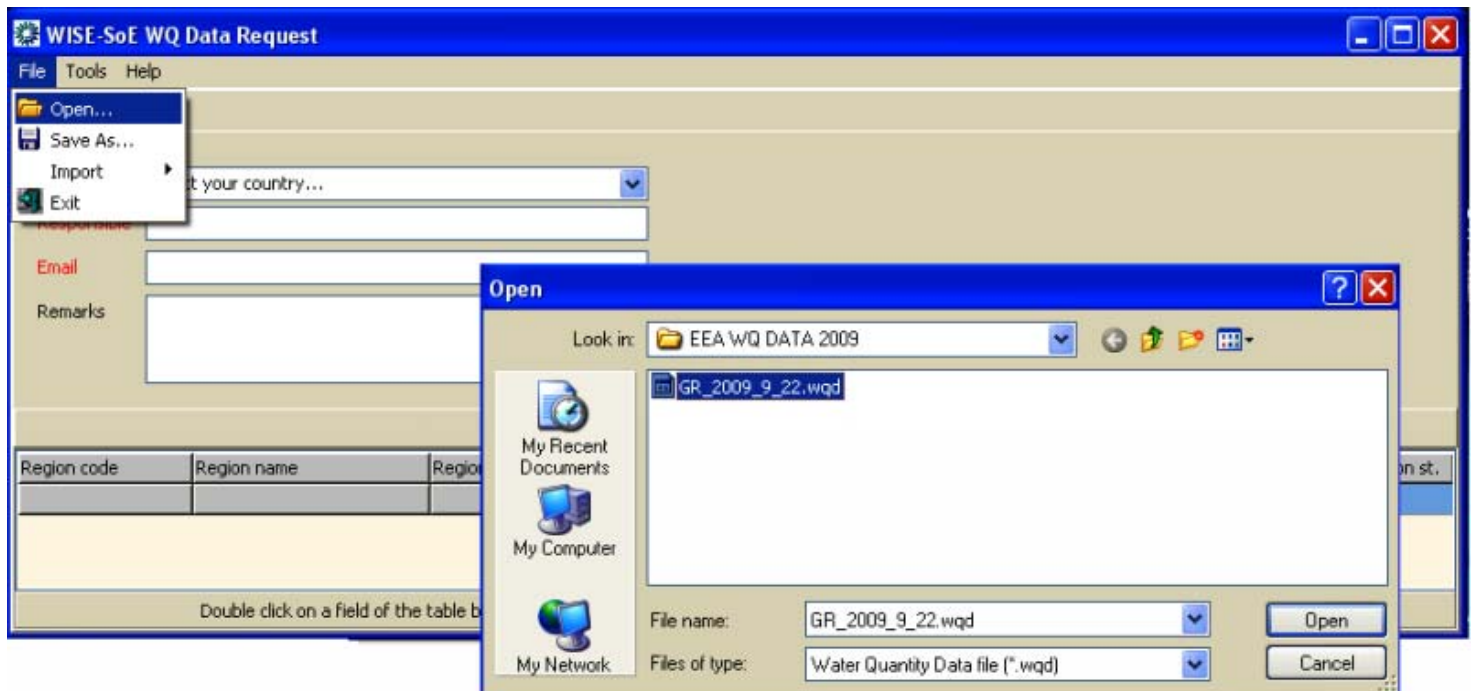 WISE-SoE WQ Data Request
File Tools Help
Open...
Save As...
Import
Exit
t your country...
Responsible
Email
Remarks
Open
Look in:
EEA WQ DATA 2009
GR_2009_9_22.wqd
My Recent
Documents
My Computer
My Network
Region code Region name Region on st.
Double click on a field of the table b
File name: GR_2009_9_22.wqd Open
Files of type: Water Quantity Data file (*.wqd) Cancel